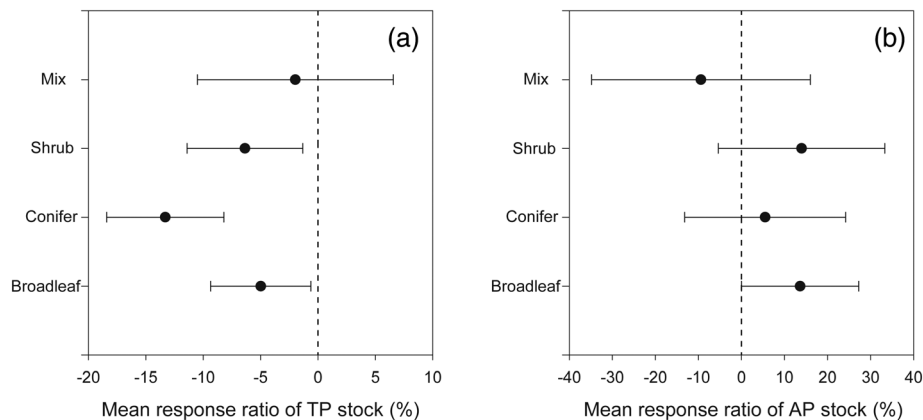 (a)
Mix
Shrub
Conifer
Broadleaf
-20 -15 -10 -5 0 5 10
Mean response ratio of TP stock (%)
(b)
Mix
Shrub
Conifer
Broadleaf
-40 -30 -20 -10 0 10 20 30 40
Mean response ratio of AP stock (%)